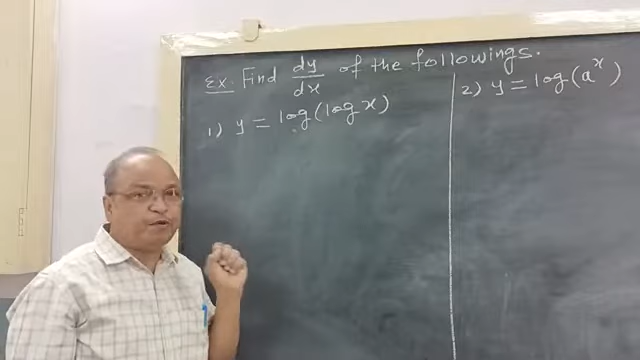 Ex: Find dy/dx of the followings.
1) y = log(log x)
2) y = log(a^x)